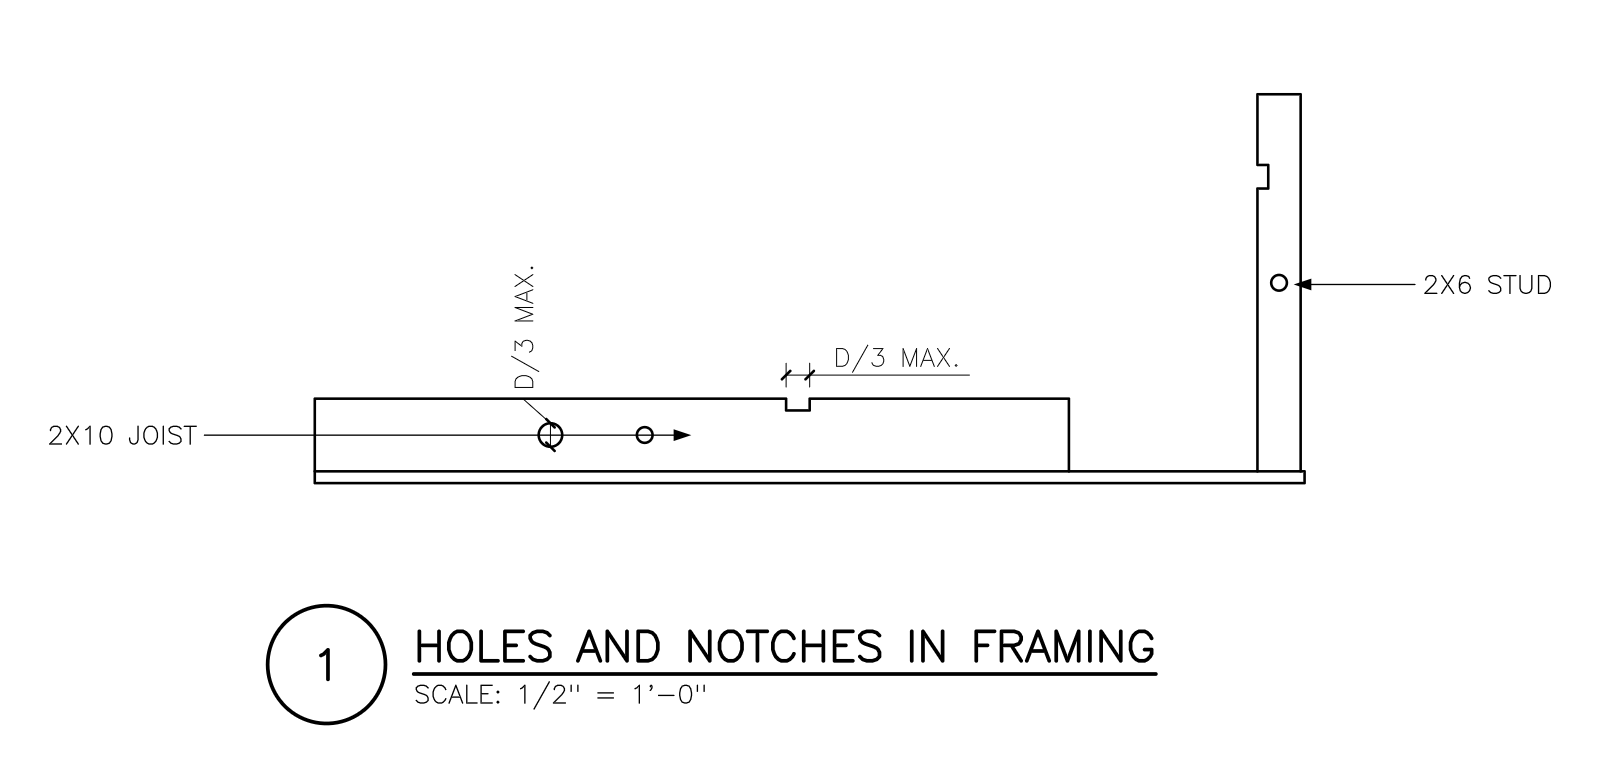 2X6 STUD
D/3 MAX.
D/3 MAX.
2X10 JOIST
1
HOLES AND NOTCHES IN FRAMING
SCALE: 1/2" = 1'-0"